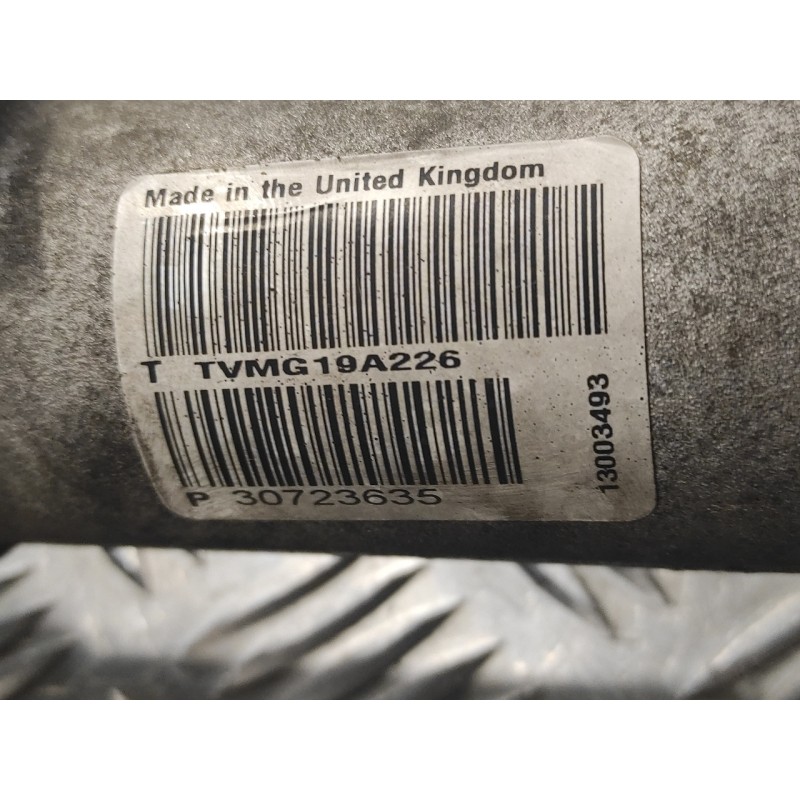 Made in the United Kingdom
T TVMG19A226
P 30723635
13003493